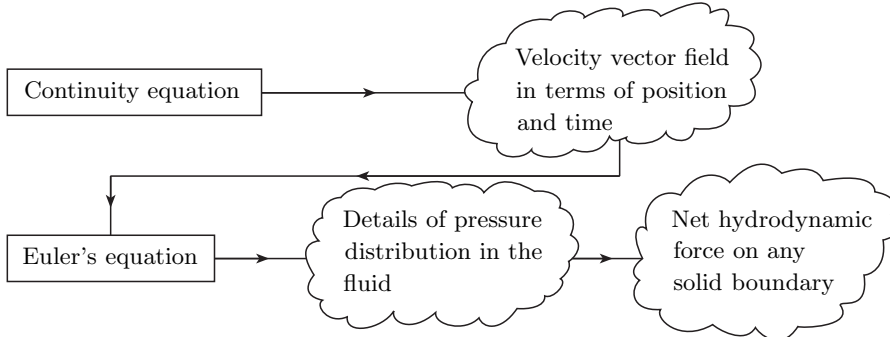 Continuity equation
Velocity vector field
in terms of position
and time
Euler's equation
Details of pressure
distribution in the
fluid
Net hydrodynamic
force on any
solid boundary